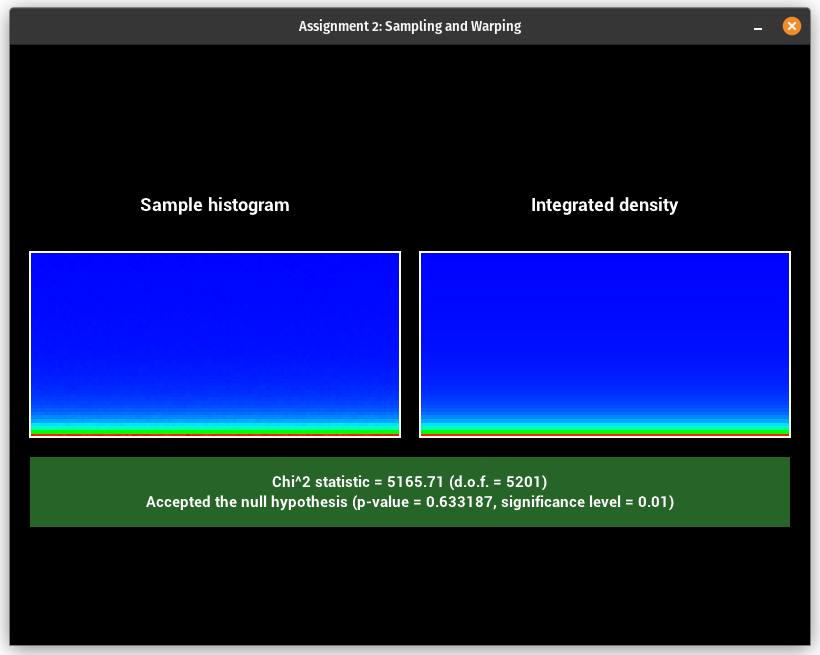 Assignment 2: Sampling and Warping
Sample histogram
Integrated density
Chi^2 statistic = 5165.71 (d.o.f. = 5201)
Accepted the null hypothesis (p-value = 0.633187, significance level = 0.01)